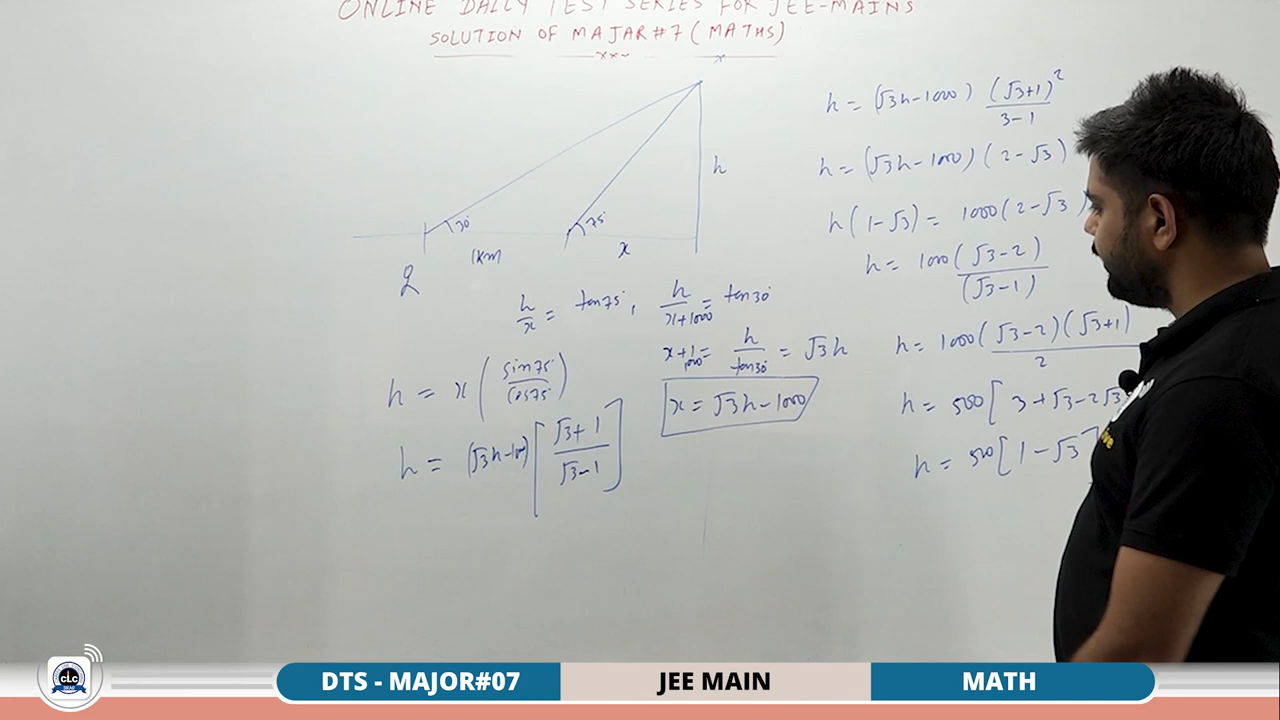 ONLINE DAILY TEST SERIES FOR JEE-MAINS
SOLUTION OF MAJAR#7 (MATHS)
30°
75°
h
1KM
x
h/x = tan75°, h/(x+1000) = tan30°
x+1000 = h/tan30° = √3h
x = √3h-1000
h = x (sin75°/cos75°)
h = (√3h-1000) [(√3+1)/(√3-1)]
h = (√3h-1000) (√3+1)²/(3-1)
h = (√3h-1000) (2-√3)
h(1-√3) = 1000(2-√3
h = 1000 (√3-2)/(√3-1)
h = 1000 (√3-2)(√3+1)/2
h = 500[3+√3-2√3
h = 500[1-√3]
CLC
SIKAR
DTS - MAJOR#07
JEE MAIN
MATH